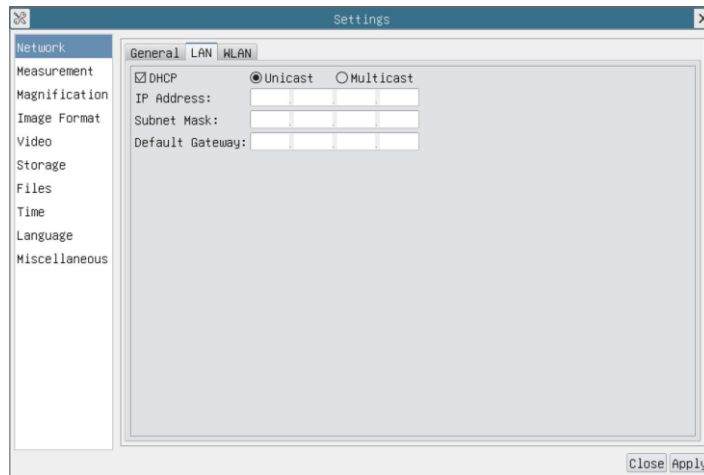 Settings
Network
Measurement
Magnification
Image Format
Video
Storage
Files
Time
Language
Miscellaneous
General LAN WLAN
DHCP Unicast Multicast
IP Address:
Subnet Mask:
Default Gateway:
Close Apply